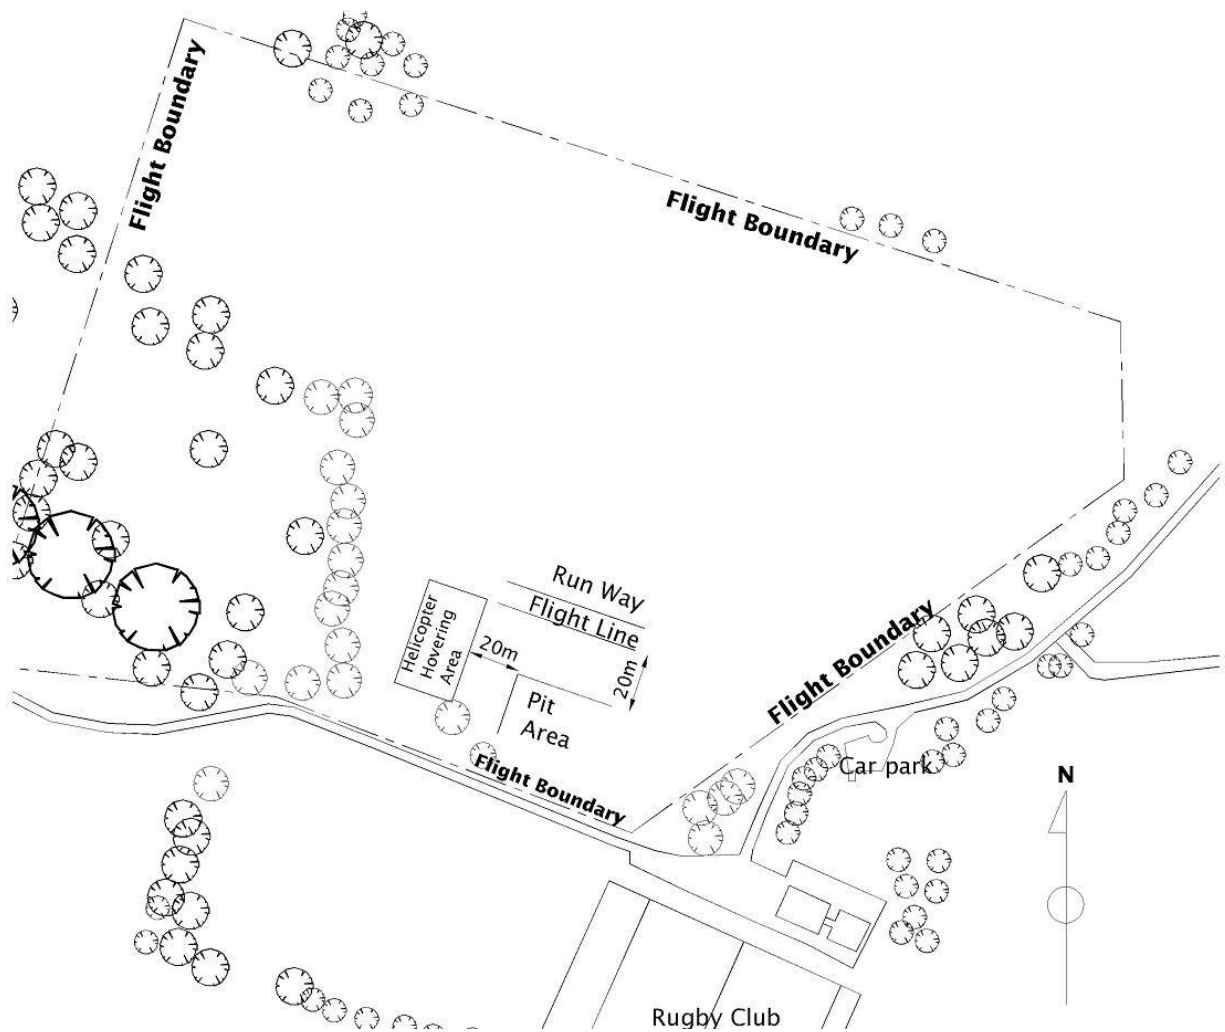 Flight Boundary
Flight Boundary
Run Way
Flight Line
Helicopter
Hovering
Area
20m
20m
Pit
Area
Flight Boundary
Flight Boundary
Car park
N
Rugby Club